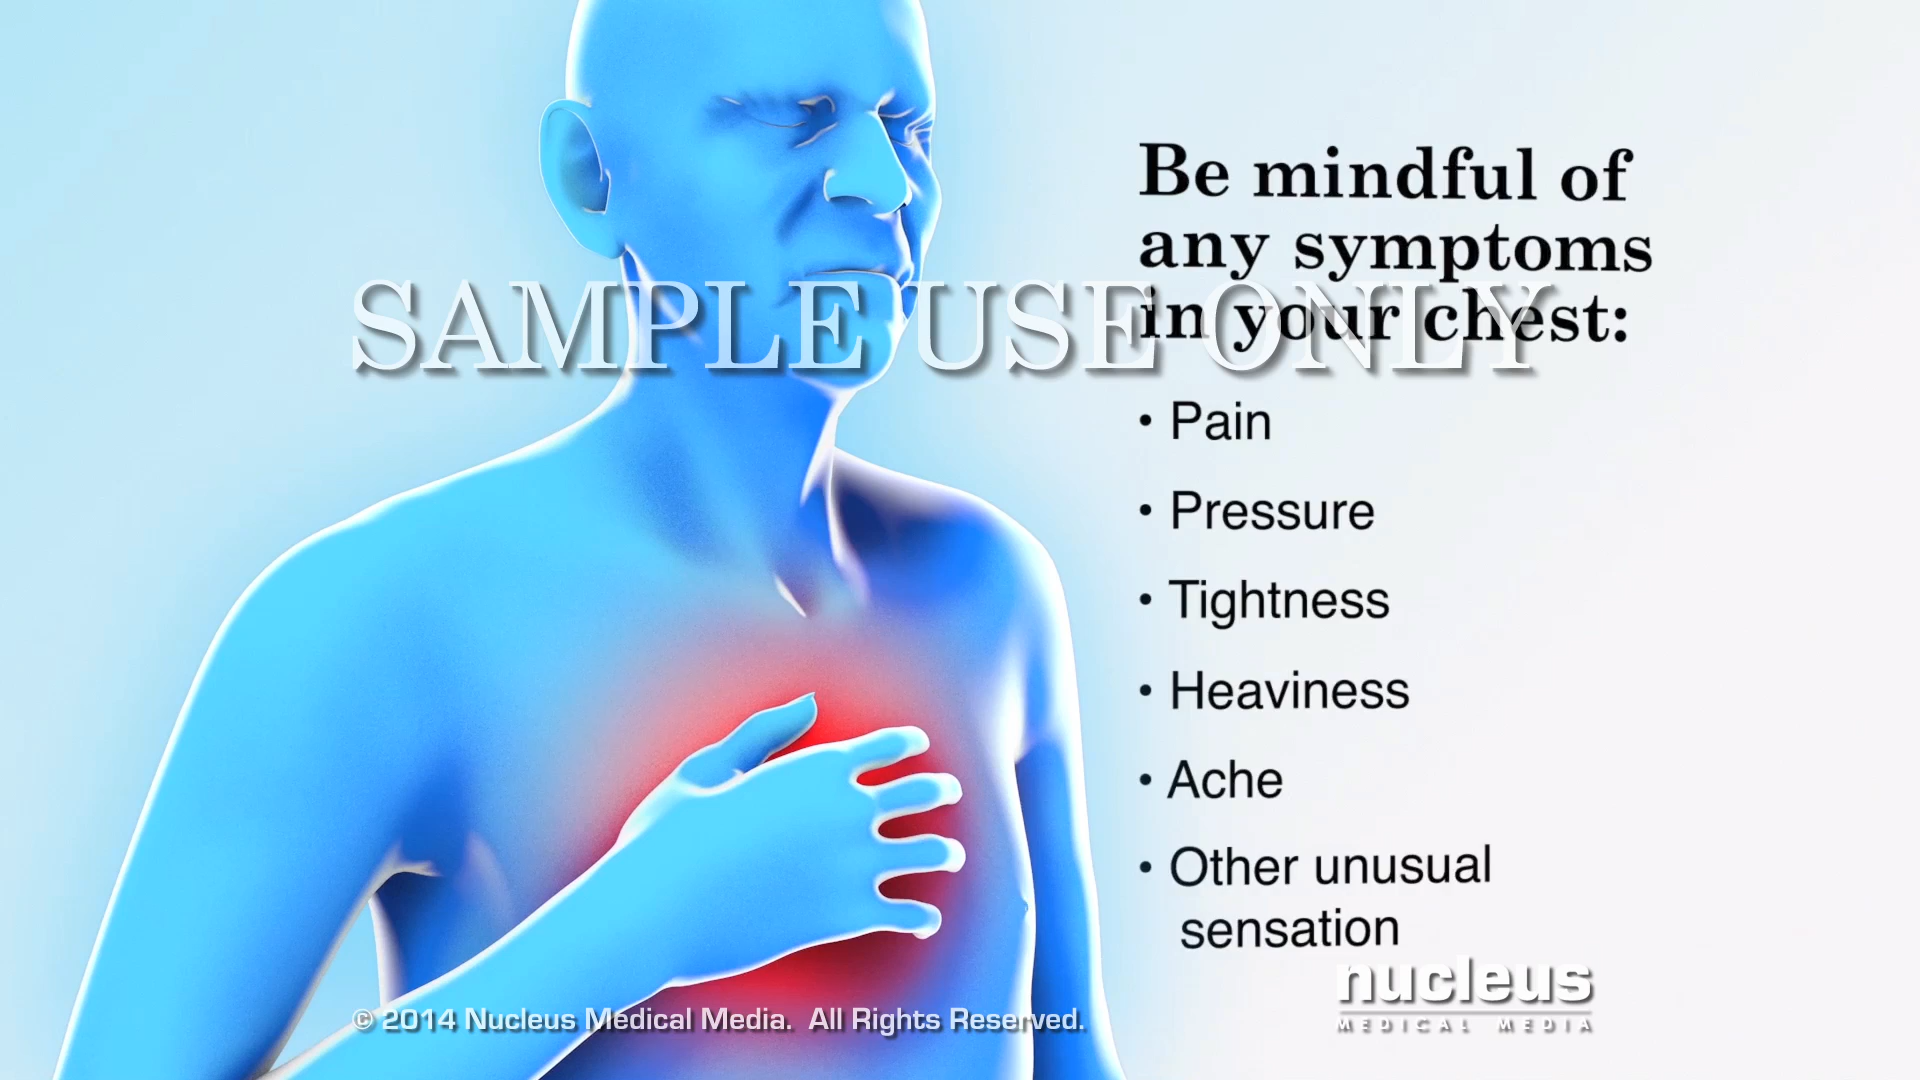 Be mindful of
any symptoms
in your chest:
SAMPLE USE ONLY
• Pain
• Pressure
• Tightness
• Heaviness
• Ache
• Other unusual
sensation
nucleus
MEDICAL MEDIA
© 2014 Nucleus Medical Media. All Rights Reserved.